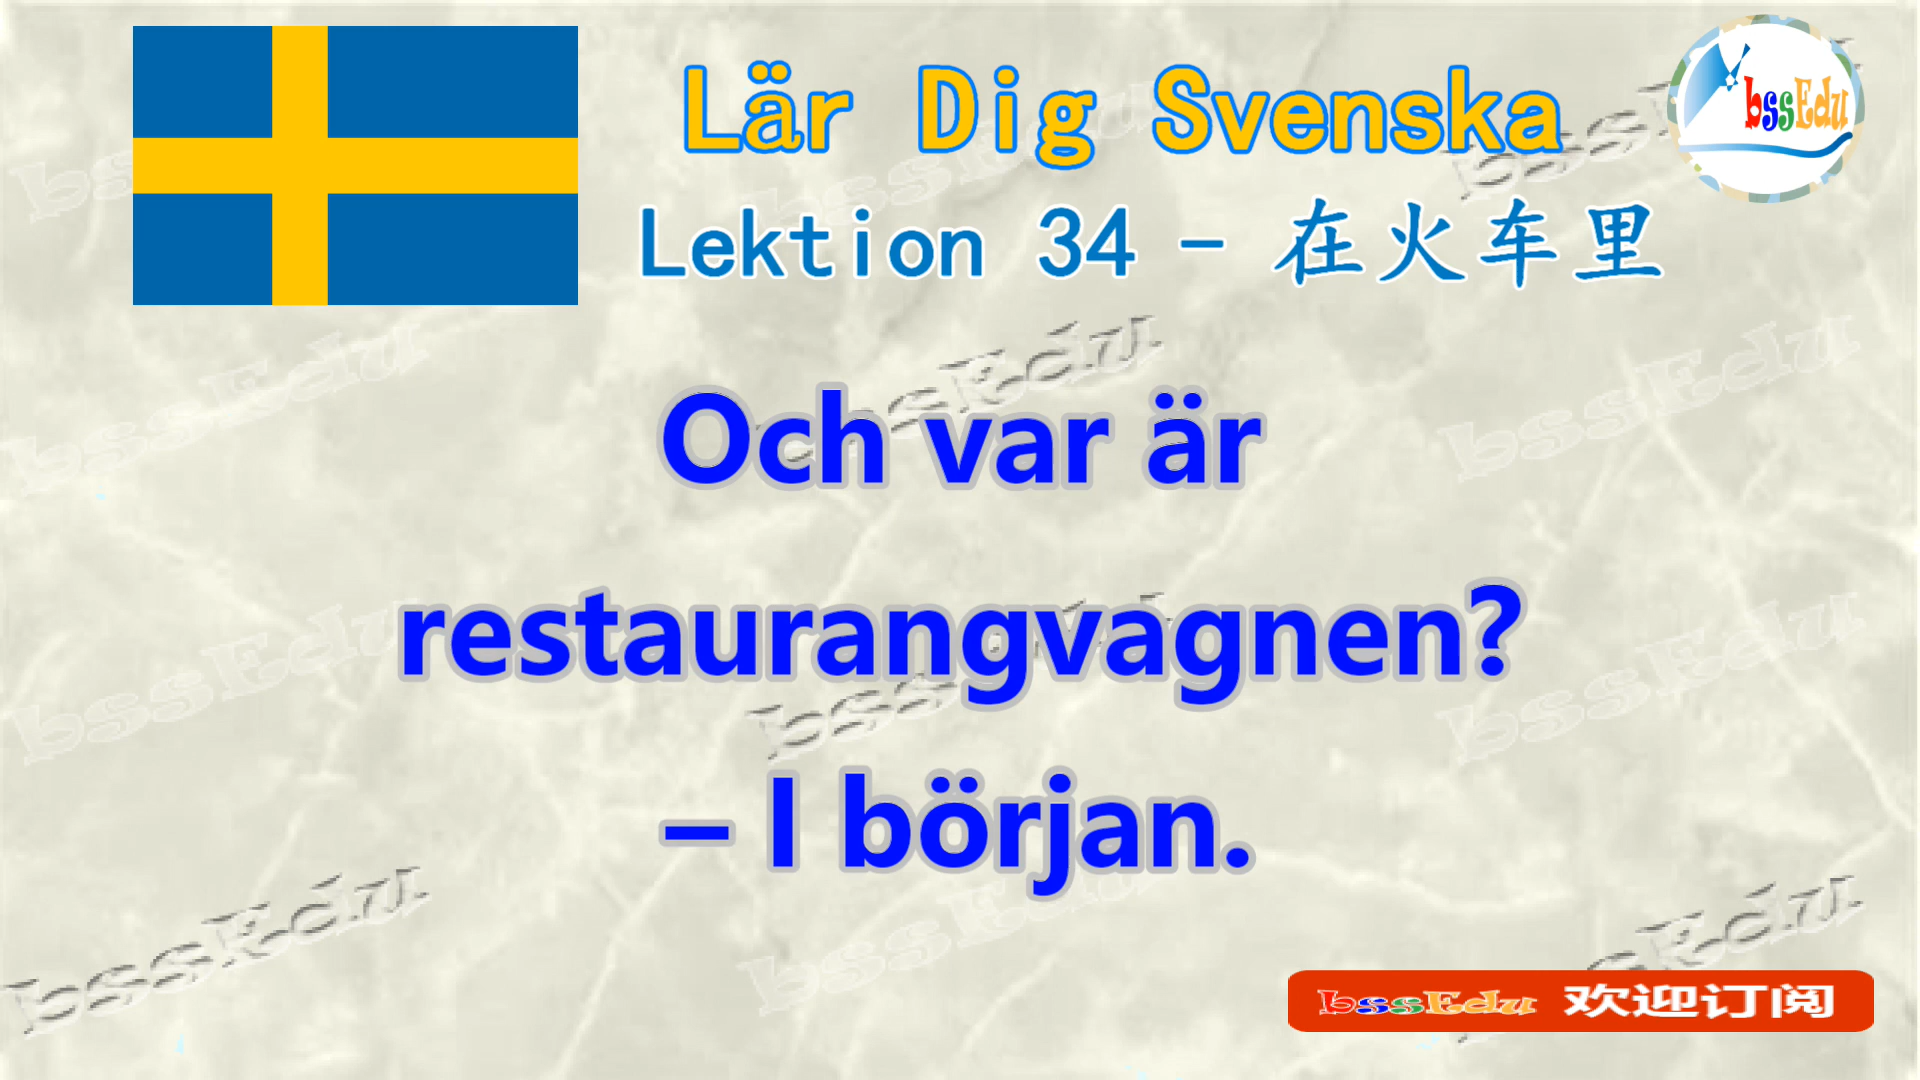 Lär Dig Svenska
bssEdu
Lektion 34 - 在火车里
Och var är
restaurangvagnen?
– I början.
bssEdu 欢迎订阅